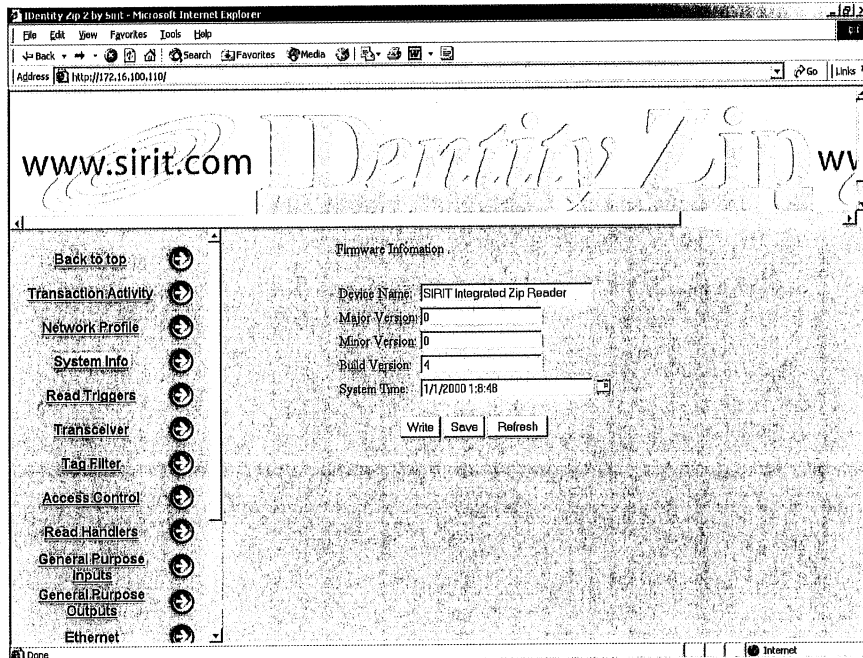 IDentity Zip 2 by Sirit - Microsoft Internet Explorer
File Edit View Favorites Tools Help
Back Search Favorites Media
Address http://172.16.100.110/ Go Links
www.sirit.com IDentity Zip ww
Back to top
Transaction Activity
Network Profile
System Info
Read Triggers
Transceiver
Tag Filter
Access Control
Read Handlers
General Purpose
Inputs
General Purpose
Outputs
Ethernet
Firmware Infomation
Device Name: SIRIT Integrated Zip Reader
Major Version: 0
Minor Version: 0
Build Version: 4
System Time: 1/1/2000 1:8:48
Write Save Refresh
Done Internet